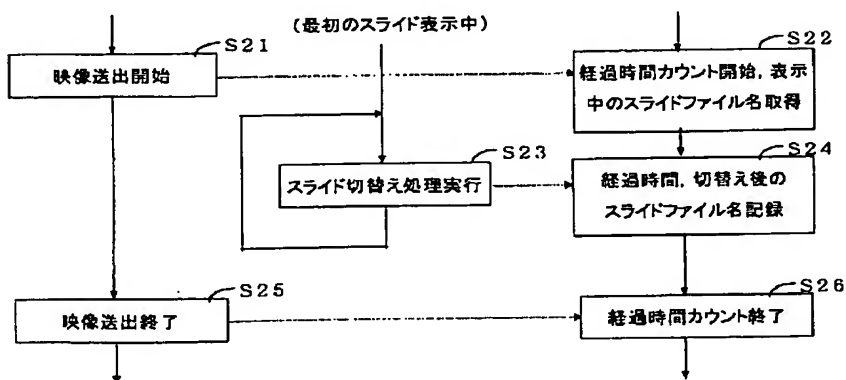 (最初のスライド表示中)
S21
映像送出開始
S22
経過時間カウント開始,表示
中のスライドファイル名取得
S23
スライド切替え処理実行
S24
経過時間,切替え後の
スライドファイル名記録
S25
映像送出終了
S26
経過時間カウント終了